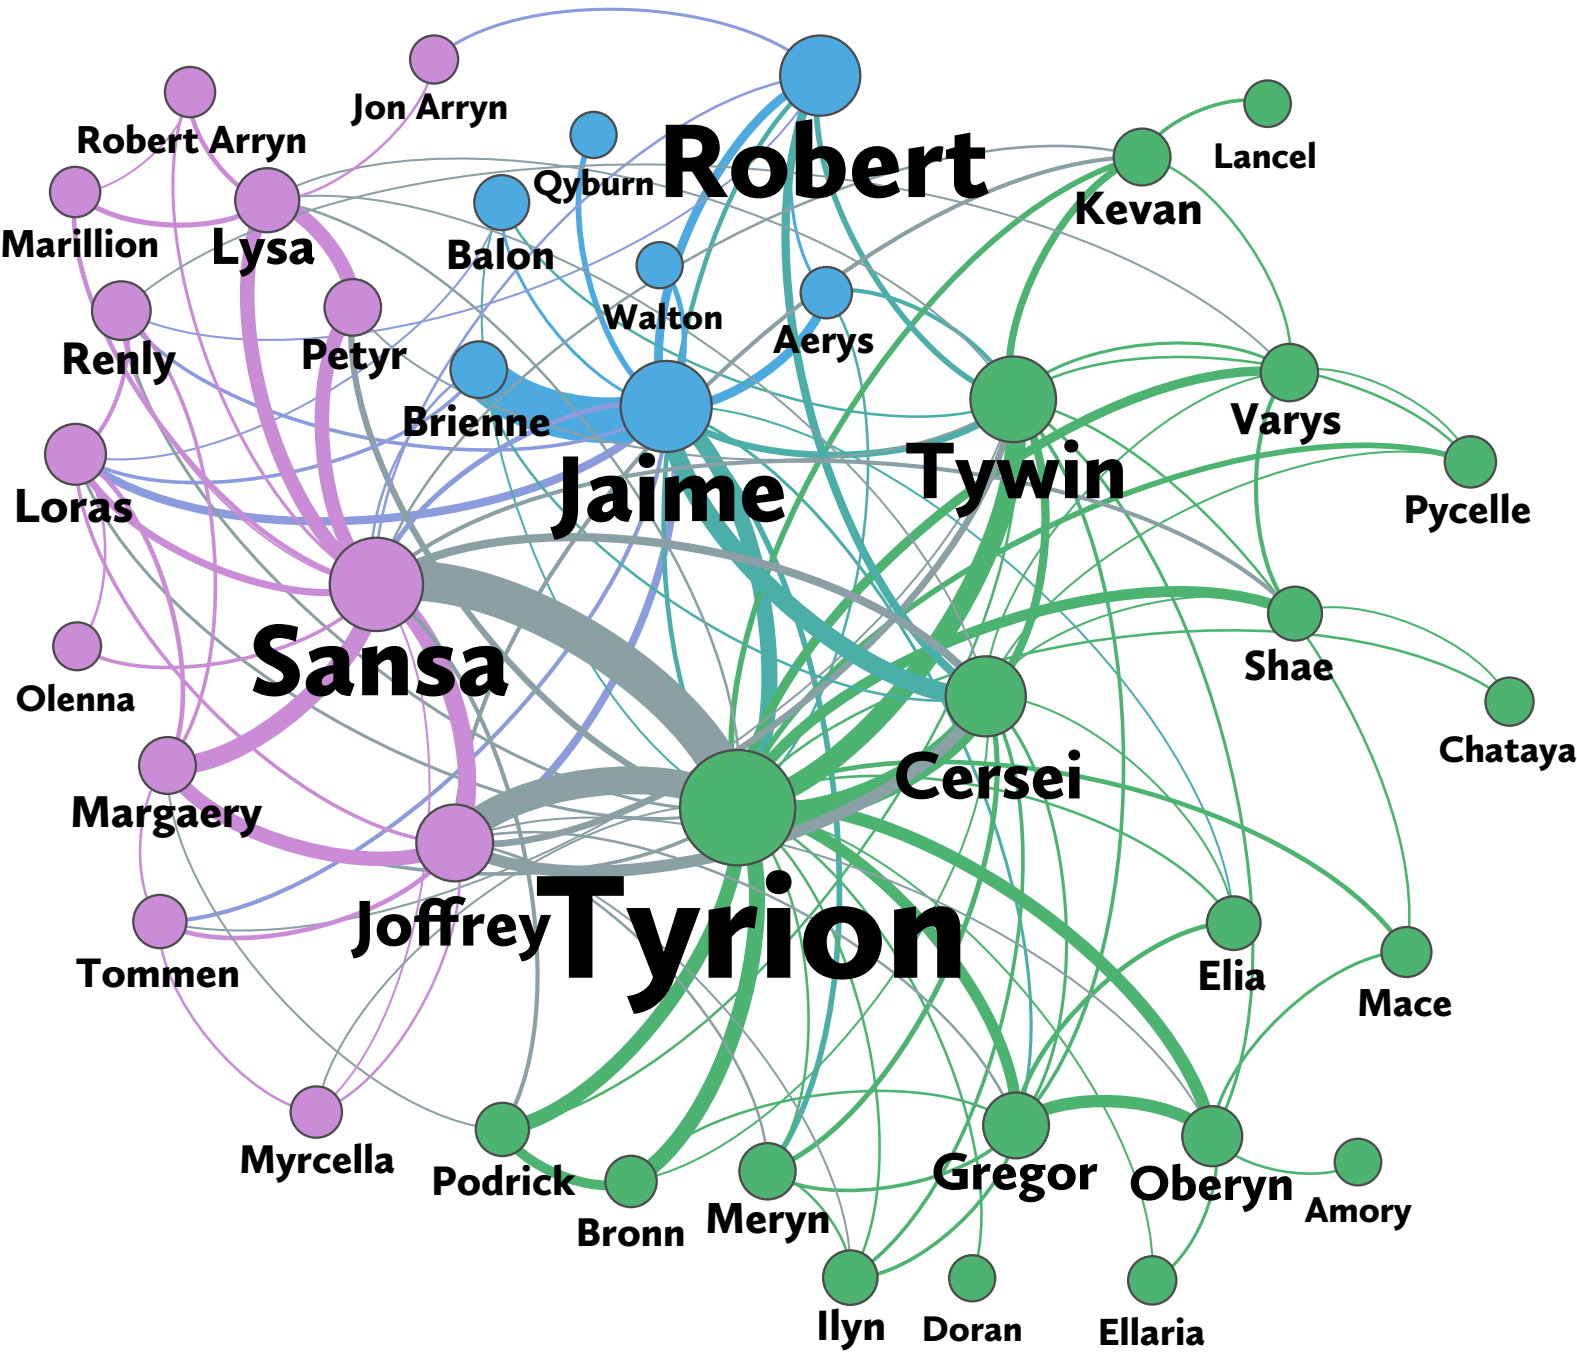 Jon Arryn
Robert Arryn
Lancel
Qyburn
Robert
Kevan
Marillion
Lysa
Balon
Walton
Aerys
Renly
Petyr
Brienne
Varys
Jaime
Tywin
Loras
Pycelle
Sansa
Shae
Olenna
Chataya
Cersei
Margaery
Joffrey
Tyrion
Tommen
Elia
Mace
Myrcella
Podrick
Gregor
Oberyn
Bronn
Meryn
Amory
Ilyn
Doran
Ellaria